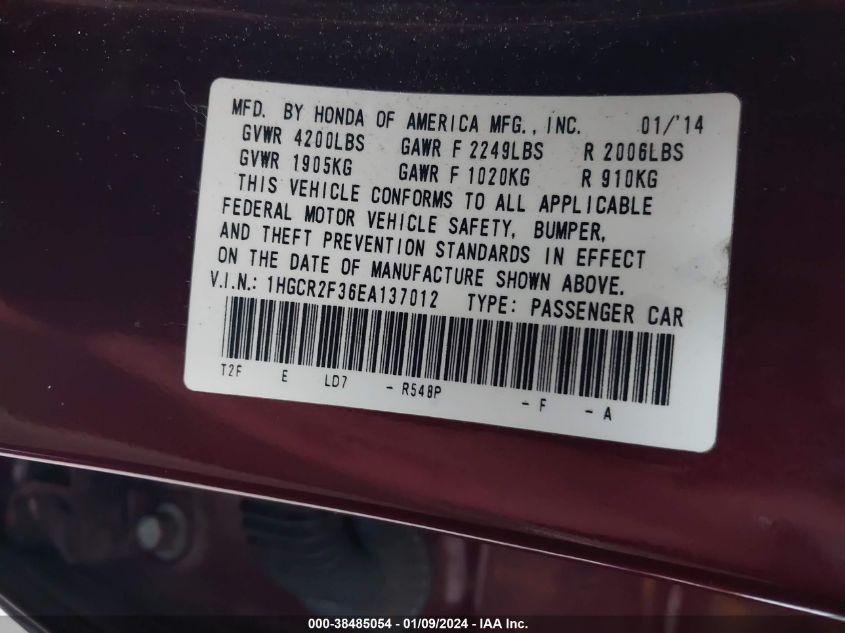 MFD. BY HONDA OF AMERICA MFG., INC. 01/'14
GVWR 4200LBS GAWR F 2249LBS R 2006LBS
GVWR 1905KG GAWR F 1020KG R 910KG
THIS VEHICLE CONFORMS TO ALL APPLICABLE
FEDERAL MOTOR VEHICLE SAFETY, BUMPER,
AND THEFT PREVENTION STANDARDS IN EFFECT
ON THE DATE OF MANUFACTURE SHOWN ABOVE.
V.I.N.: 1HGCR2F36EA137012 TYPE: PASSENGER CAR
T2F E LD7 - R548P - F - A
000-38485054 - 01/09/2024 - IAA Inc.